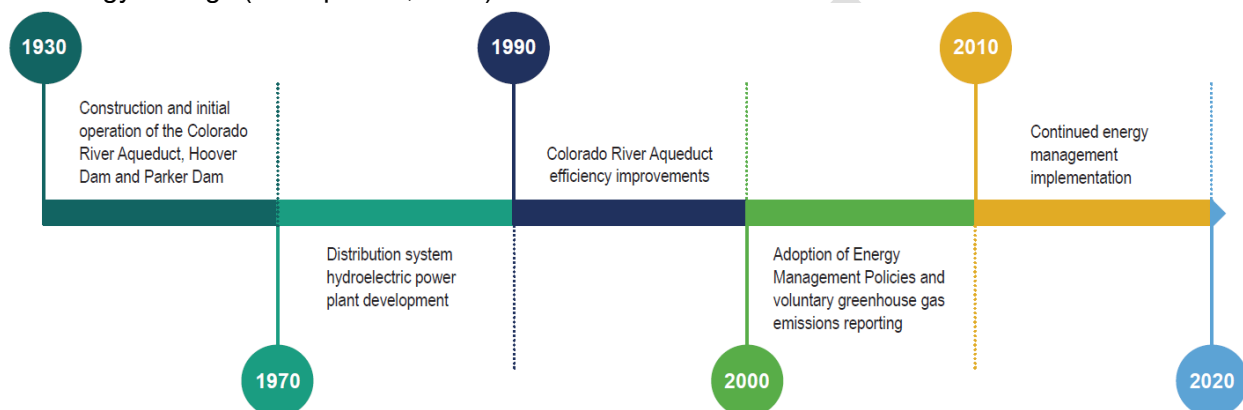 1930
1990
2010
Construction and initial
operation of the Colorado
River Aqueduct, Hoover
Dam and Parker Dam
Colorado River Aqueduct
efficiency improvements
Continued energy
management
implementation
Distribution system
hydroelectric power
plant development
Adoption of Energy
Management Policies and
voluntary greenhouse gas
emissions reporting
1970
2000
2020